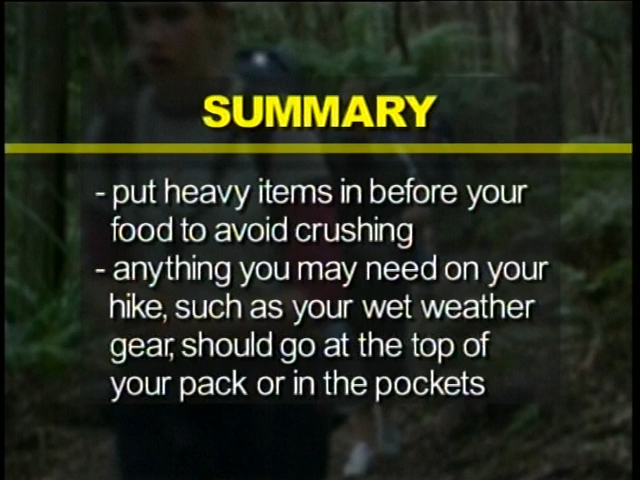 SUMMARY
- put heavy items in before your
food to avoid crushing
- anything you may need on your
hike, such as your wet weather
gear, should go at the top of
your pack or in the pockets